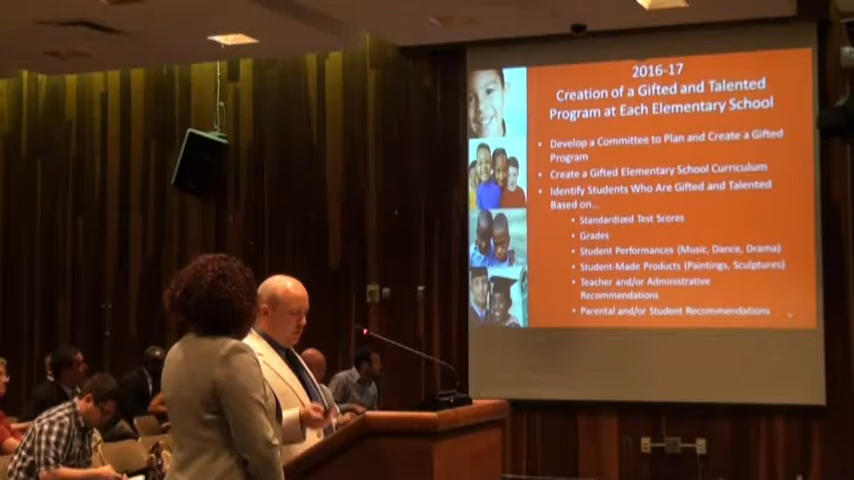 2016-17
Creation of a Gifted and Talented
Program at Each Elementary School
• Develop a Committee to Plan and Create a Gifted
Program
• Create a Gifted Elementary School Curriculum
• Identify Students Who Are Gifted and Talented
Based on...
• Standardized Test Scores
• Grades
• Student Performances (Music, Dance, Drama)
• Student-Made Products (Paintings, Sculptures)
• Teacher and/or Administrative
Recommendations
• Parental and/or Student Recommendations